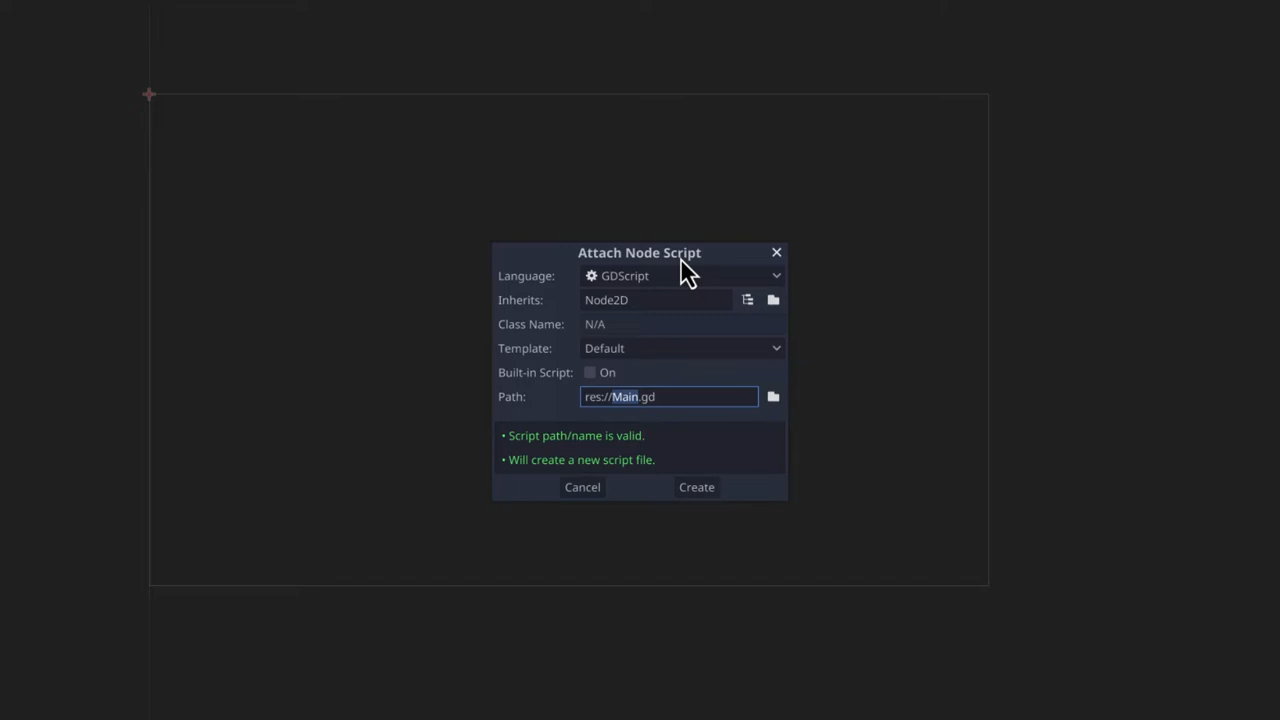 Attach Node Script
Language: GDScript
Inherits: Node2D
Class Name: N/A
Template: Default
Built-in Script: On
Path: res://Main.gd
• Script path/name is valid.
• Will create a new script file.
Cancel Create